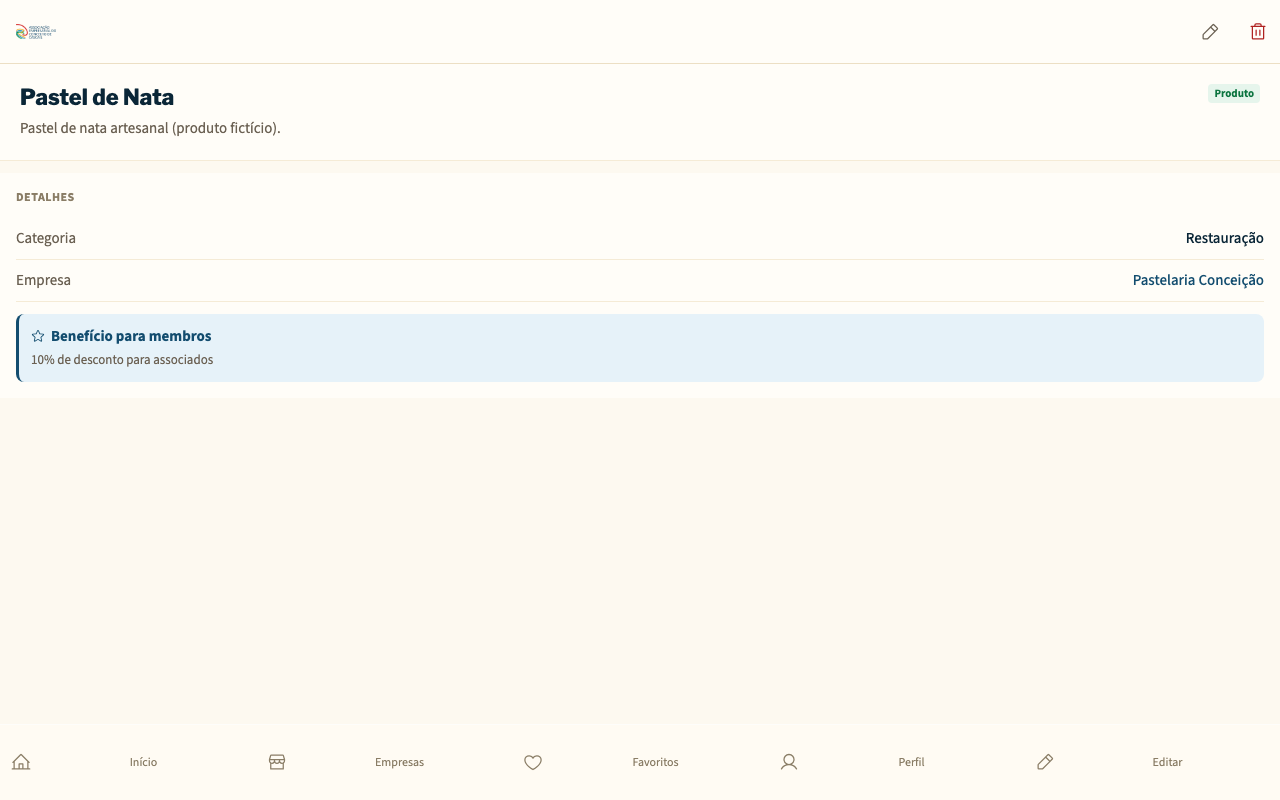 Pastel de Nata
Produto
Pastel de nata artesanal (produto fictício).
DETALHES
Categoria
Restauração
Empresa
Pastelaria Conceição
Benefício para membros
10% de desconto para associados
Início
Empresas
Favoritos
Perfil
Editar